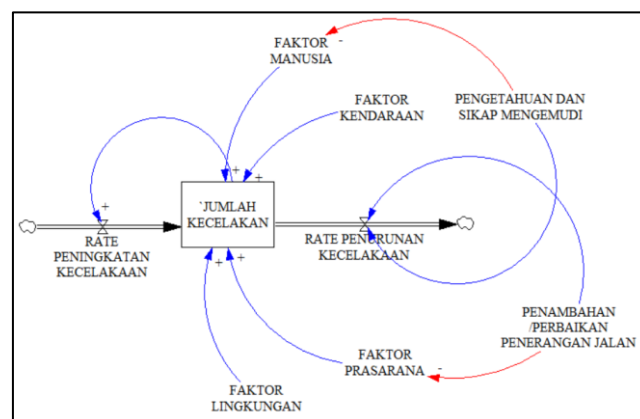 FAKTOR -
MANUSIA
FAKTOR
KENDARAAN
PENGETAHUAN DAN
SIKAP MENGEMUDI
+
+ +
`JUMLAH
KECELAKAN
RATE
PENINGKATAN
KECELAKAAN
RATE PENURUNAN
KECELAKAAN
+ +
PENAMBAHAN
/PERBAIKAN
PENERANGAN JALAN
FAKTOR
PRASARANA -
FAKTOR
LINGKUNGAN